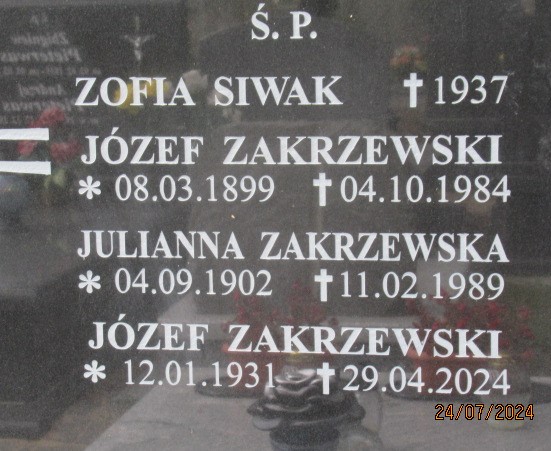 Ś. P.
ZOFIA SIWAK ✝ 1937
JÓZEF ZAKRZEWSKI
* 08.03.1899 ✝ 04.10.1984
JULIANNA ZAKRZEWSKA
* 04.09.1902 ✝ 11.02.1989
JÓZEF ZAKRZEWSKI
* 12.01.1931 ✝ 29.04.2024
24/07/2024